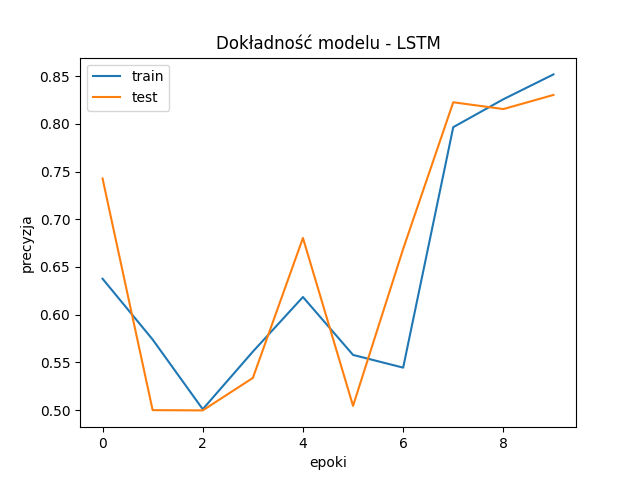 Dokładność modelu - LSTM
train
test
precyzja
0.85
0.80
0.75
0.70
0.65
0.60
0.55
0.50
0 2 4 6 8
epoki